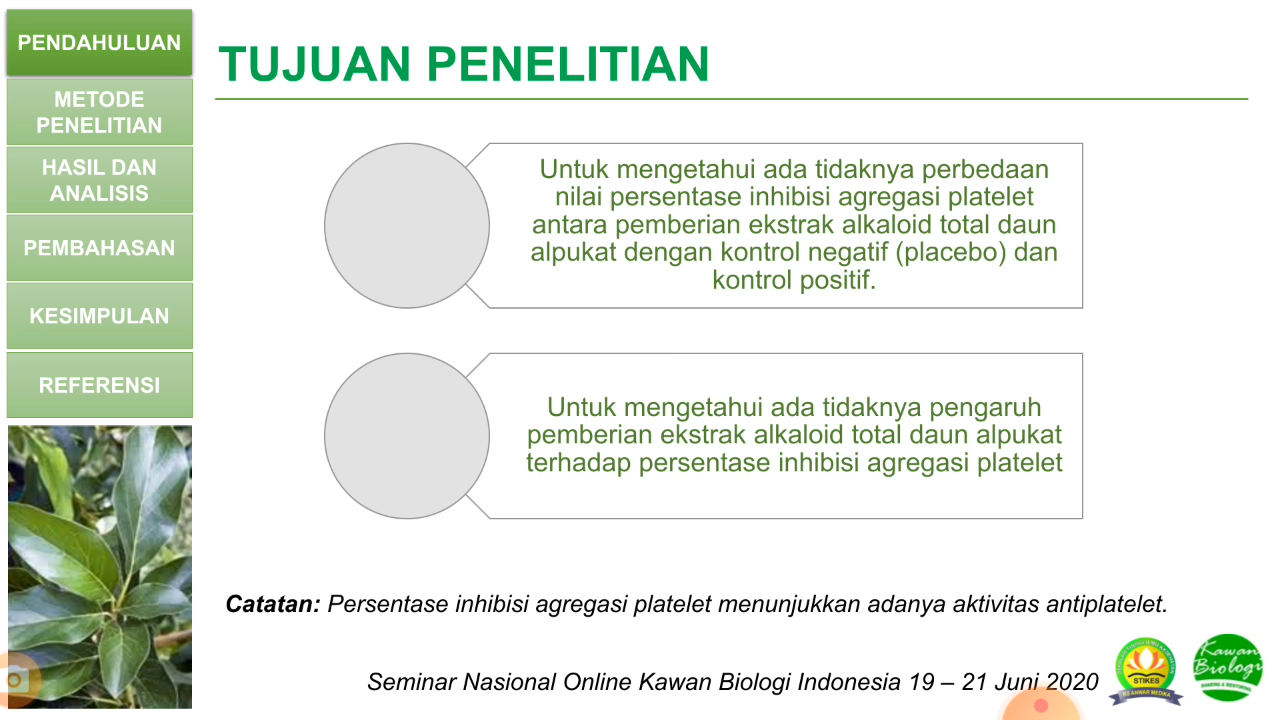 PENDAHULUAN
METODE
PENELITIAN
HASIL DAN
ANALISIS
PEMBAHASAN
KESIMPULAN
REFERENSI
TUJUAN PENELITIAN
Untuk mengetahui ada tidaknya perbedaan
nilai persentase inhibisi agregasi platelet
antara pemberian ekstrak alkaloid total daun
alpukat dengan kontrol negatif (placebo) dan
kontrol positif.
Untuk mengetahui ada tidaknya pengaruh
pemberian ekstrak alkaloid total daun alpukat
terhadap persentase inhibisi agregasi platelet
Catatan: Persentase inhibisi agregasi platelet menunjukkan adanya aktivitas antiplatelet.
Seminar Nasional Online Kawan Biologi Indonesia 19 – 21 Juni 2020
STIKES
RS ANWAR MEDIKA
Kawan
Biologi